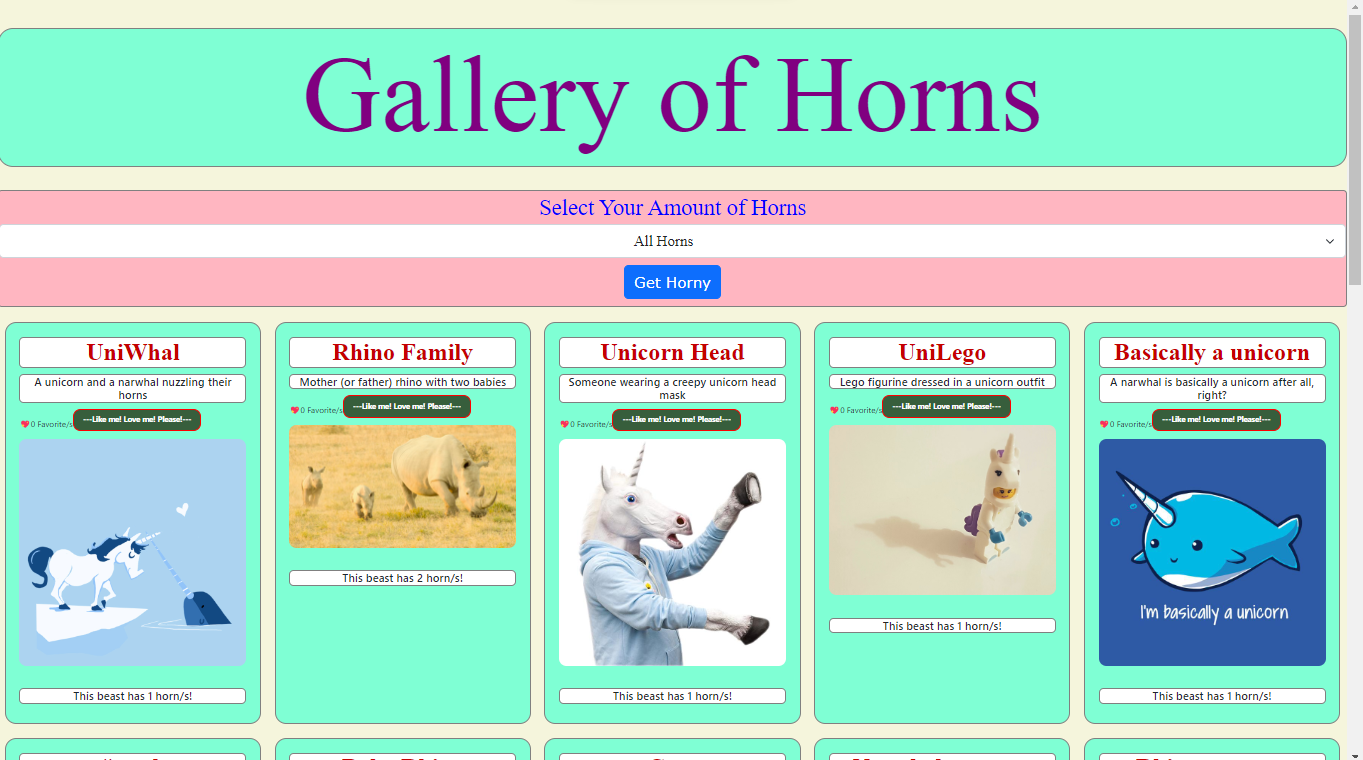 Gallery of Horns
Select Your Amount of Horns
All Horns
Get Horny
UniWhal
A unicorn and a narwhal nuzzling their
horns
0 Favorite/s
---Like me! Love me! Please!---
This beast has 1 horn/s!
Rhino Family
Mother (or father) rhino with two babies
0 Favorite/s
---Like me! Love me! Please!---
This beast has 2 horn/s!
Unicorn Head
Someone wearing a creepy unicorn head
mask
0 Favorite/s
---Like me! Love me! Please!---
This beast has 1 horn/s!
UniLego
Lego figurine dressed in a unicorn outfit
0 Favorite/s
---Like me! Love me! Please!---
This beast has 1 horn/s!
Basically a unicorn
A narwhal is basically a unicorn after all,
right?
0 Favorite/s
---Like me! Love me! Please!---
I'm basically a unicorn
This beast has 1 horn/s!